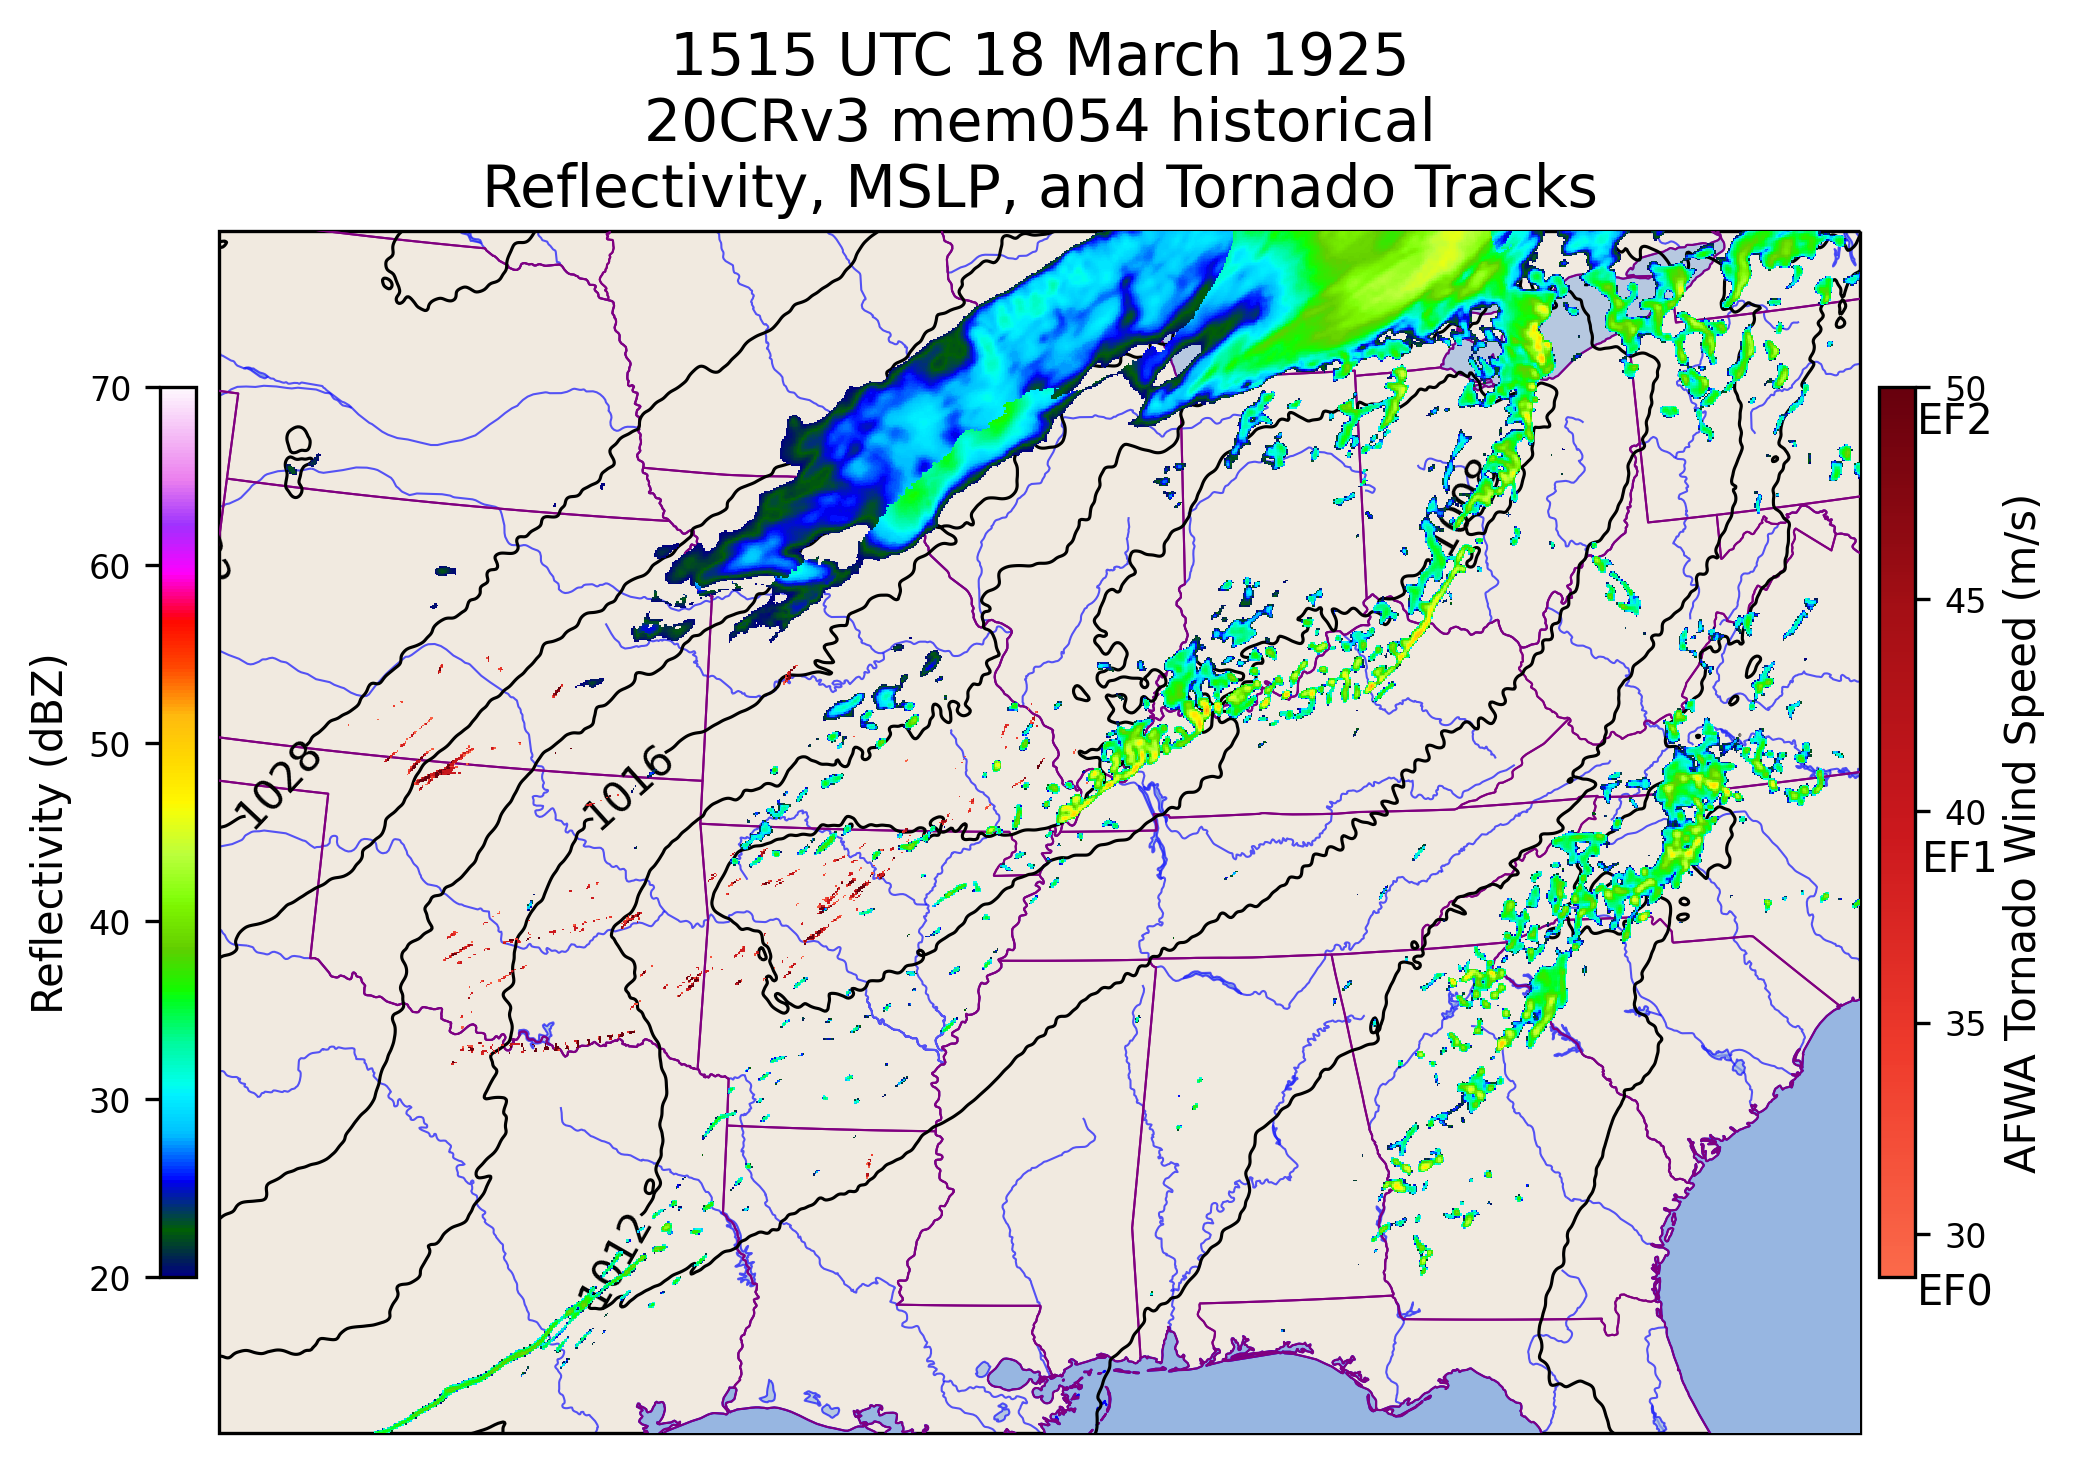 1515 UTC 18 March 1925
20CRv3 mem054 historical
Reflectivity, MSLP, and Tornado Tracks
70
60
50
40
30
20
Reflectivity (dBZ)
1028
1016
1012
1008
50
EF2
45
40
EF1
35
30
EF0
AFWA Tornado Wind Speed (m/s)